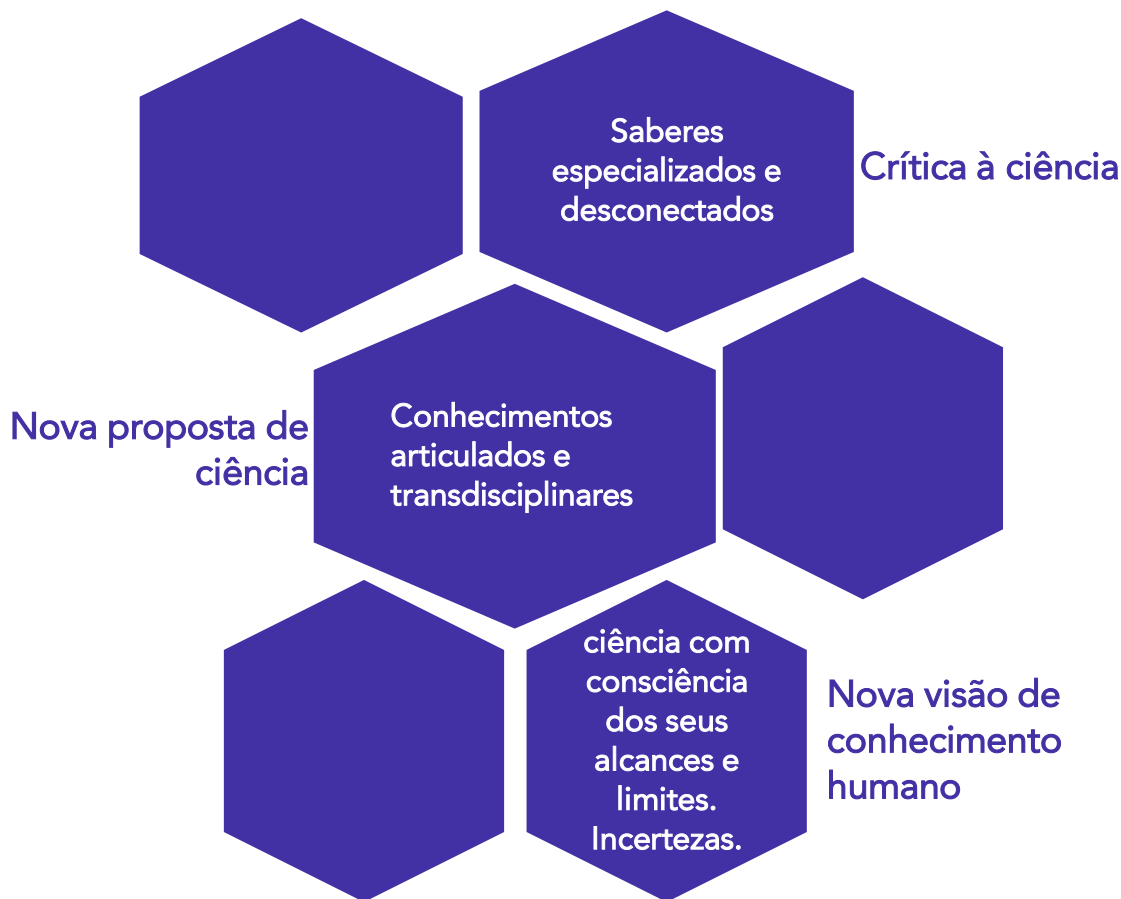 Saberes
especializados e
desconectados
Crítica à ciência
Nova proposta de
ciência
Conhecimentos
articulados e
transdisciplinares
ciência com
consciência
dos seus
alcances e
limites.
Incertezas.
Nova visão de
conhecimento
humano